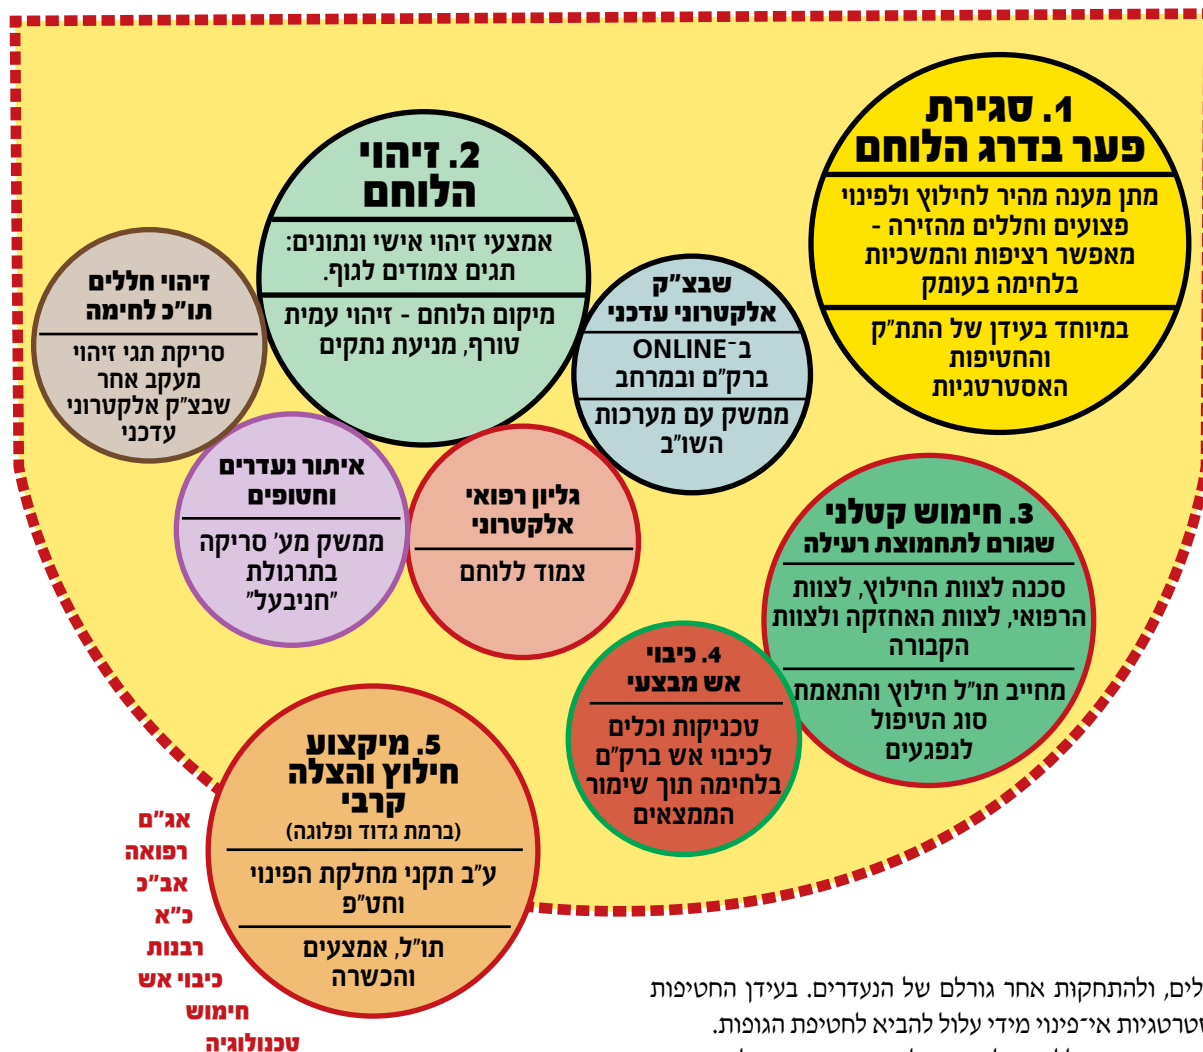 1. סגירת
פער בדרג הלוחם
מתן מענה מהיר לחילוץ ולפינוי
פצועים וחללים מהזירה -
מאפשר רציפות והמשכיות
בלחימה בעומק
במיוחד בעידן של התת"ק
והחטיפות
האסטרטגיות
2. זיהוי
הלוחם
אמצעי זיהוי אישי ונתונים:
תגים צמודים לגוף.
מיקום הלוחם - זיהוי עמית
טורף, מניעת נתקים
שבצ"ק
אלקטרוני עדכני
ב-ONLINE
ברק"ם ובמרחב
ממשק עם מערכות
השו"ב
זיהוי חללים
תו"כ לחימה
סריקת תגי זיהוי
מעקב אחר
שבצ"ק אלקטרוני
עדכני
איתור נעדרים
וחטופים
ממשק מע' סריקה
בתרגולת
"חניבעל"
גליון רפואי
אלקטרוני
צמוד ללוחם
3. חימוש קטלני
שגורם לתחמוצת רעילה
סכנה לצוות החילוץ, לצוות
הרפואי, לצוות האחזקה ולצוות
הקבורה
מחייב תו"ל חילוץ והתאמת
סוג הטיפול
לנפגעים
4. כיבוי
אש מבצעי
טכניקות וכלים
לכיבוי אש ברק"ם
בלחימה תוך שימור
הממצאים
5. מיקצוע
חילוץ והצלה
קרבי
(ברמת גדוד ופלוגה)
ע"ב תקני מחלקת הפינוי
וחט"פ
תו"ל, אמצעים
והכשרה
אג"ם
רפואה
אב"כ
כ"א
רבנות
כיבוי אש
חימוש
טכנולוגיה
לים, ולהתחקות אחר גורלם של הנעדרים. בעידן החטיפות
שטרטגיות אי-פינוי מידי עלול להביא לחטיפת הגופות.